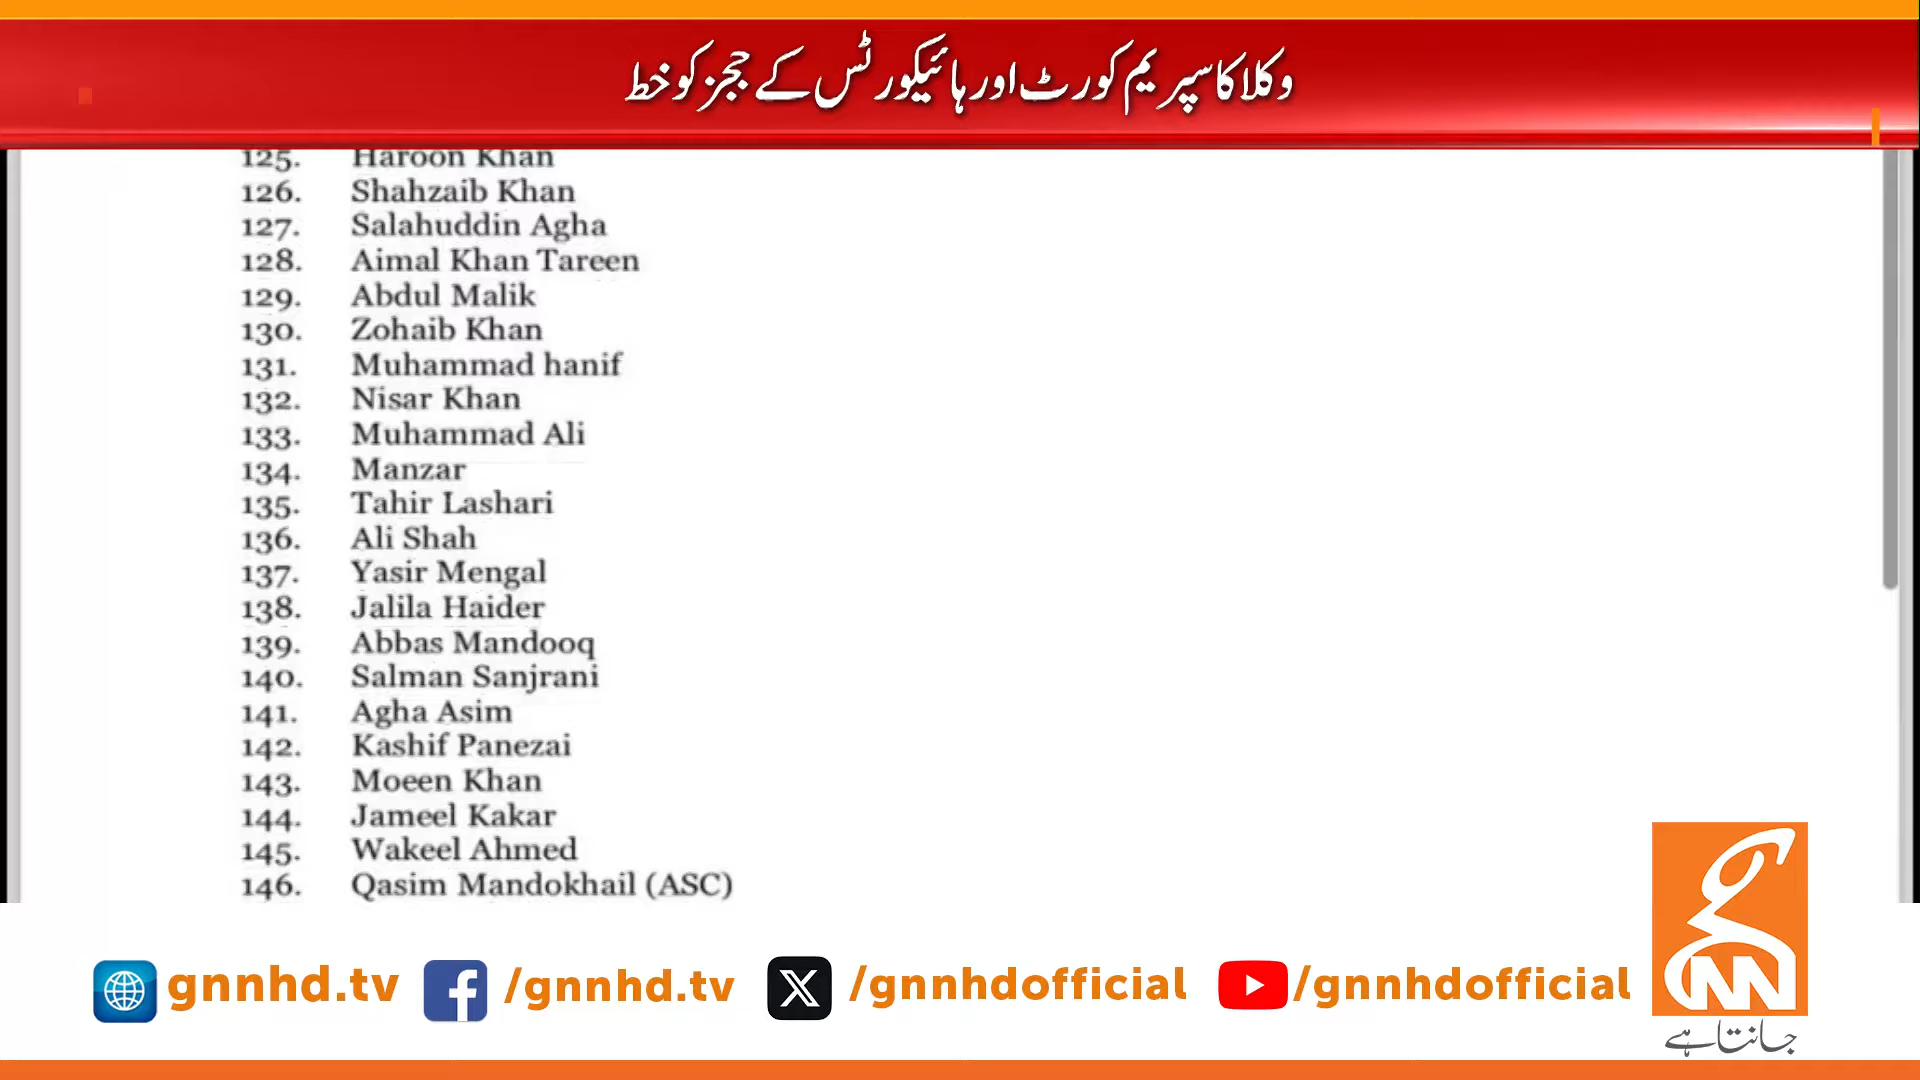 وکلا کا سپریم کورٹ اور ہائیکورٹس کے ججز کو خط
125. Haroon Khan
126. Shahzaib Khan
127. Salahuddin Agha
128. Aimal Khan Tareen
129. Abdul Malik
130. Zohaib Khan
131. Muhammad hanif
132. Nisar Khan
133. Muhammad Ali
134. Manzar
135. Tahir Lashari
136. Ali Shah
137. Yasir Mengal
138. Jalila Haider
139. Abbas Mandooq
140. Salman Sanjrani
141. Agha Asim
142. Kashif Panezai
143. Moeen Khan
144. Jameel Kakar
145. Wakeel Ahmed
146. Qasim Mandokhail (ASC)
gnnhd.tv /gnnhd.tv /gnnhdofficial /gnnhdofficial
GNN
جانتا ہے